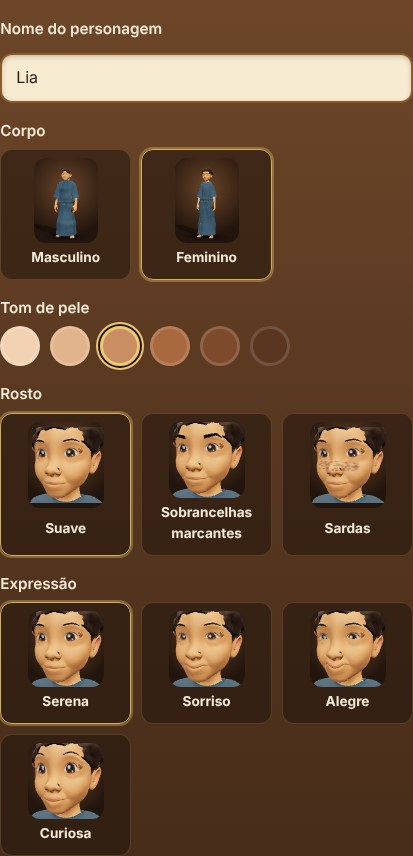 Nome do personagem
Lia
Corpo
Masculino
Feminino
Tom de pele
Rosto
Suave
Sobrancelhas
marcantes
Sardas
Expressão
Serena
Sorriso
Alegre
Curiosa